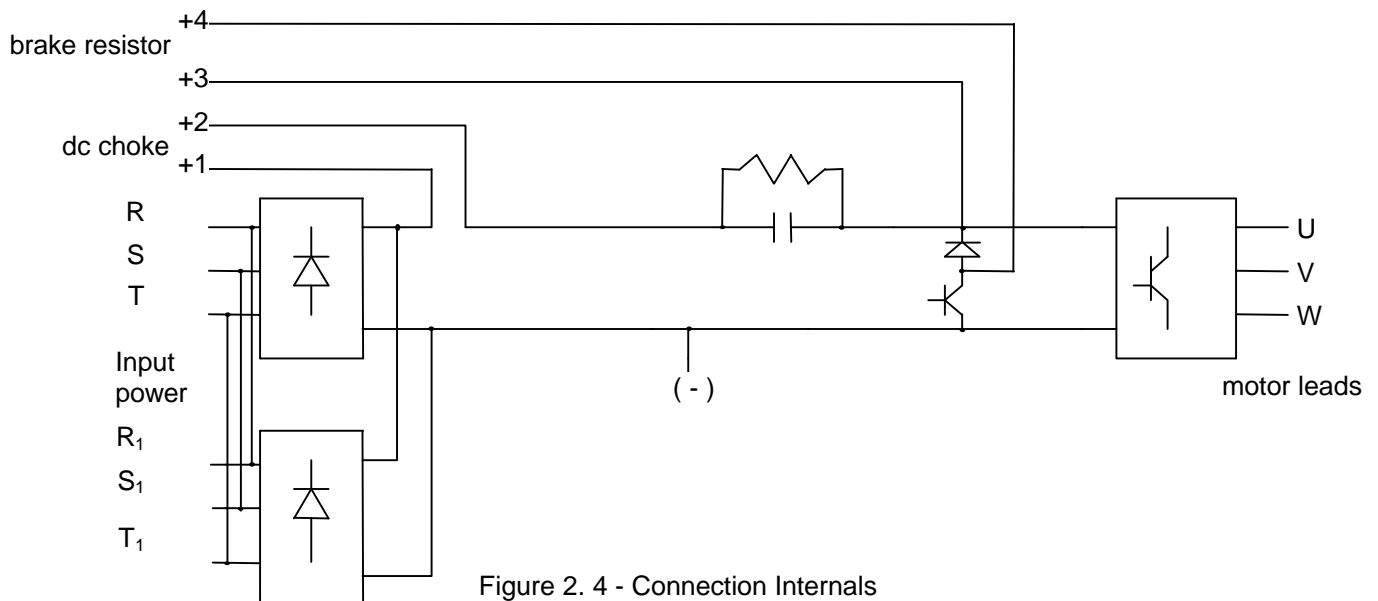 +4
brake resistor
+3
+2
dc choke
+1
R
S
T
Input
power
R₁
S₁
T₁
( - )
U
V
W
motor leads
Figure 2. 4 - Connection Internals